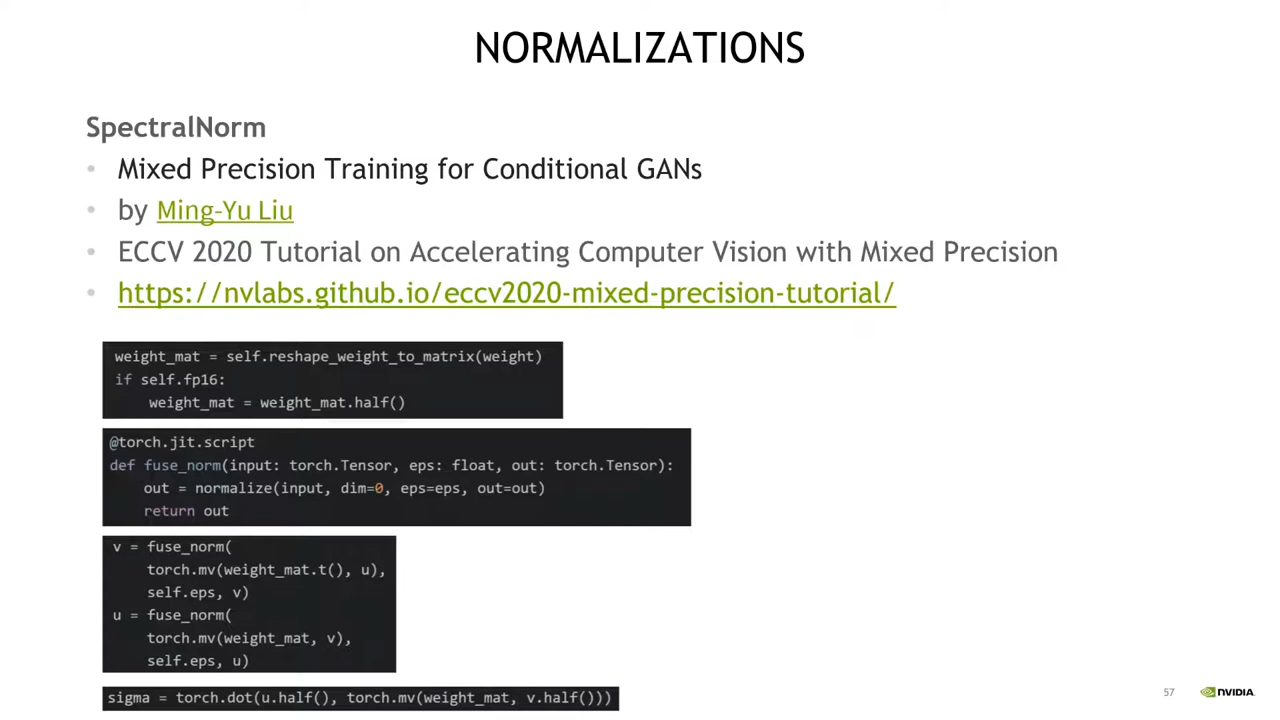 NORMALIZATIONS
SpectralNorm
• Mixed Precision Training for Conditional GANs
• by Ming-Yu Liu
• ECCV 2020 Tutorial on Accelerating Computer Vision with Mixed Precision
• https://nvlabs.github.io/eccv2020-mixed-precision-tutorial/
weight_mat = self.reshape_weight_to_matrix(weight)
if self.fp16:
    weight_mat = weight_mat.half()
@torch.jit.script
def fuse_norm(input: torch.Tensor, eps: float, out: torch.Tensor):
    out = normalize(input, dim=0, eps=eps, out=out)
    return out
v = fuse_norm(
    torch.mv(weight_mat.t(), u),
    self.eps, v)
u = fuse_norm(
    torch.mv(weight_mat, v),
    self.eps, u)
sigma = torch.dot(u.half(), torch.mv(weight_mat, v.half()))
57
NVIDIA.